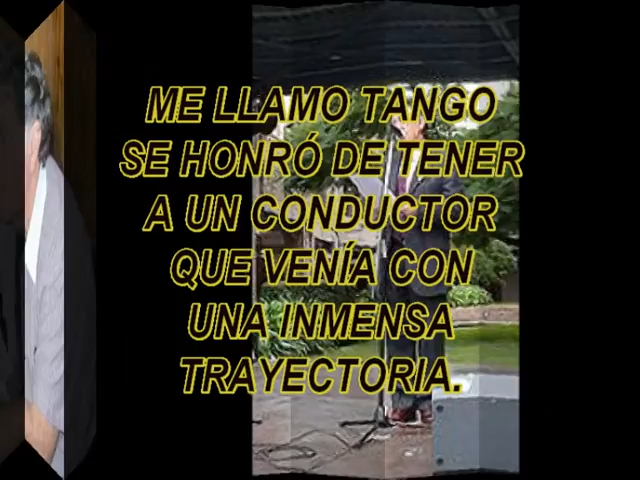 ME LLAMO TANGO
SE HONRÓ DE TENER
A UN CONDUCTOR
QUE VENÍA CON
UNA INMENSA
TRAYECTORIA.